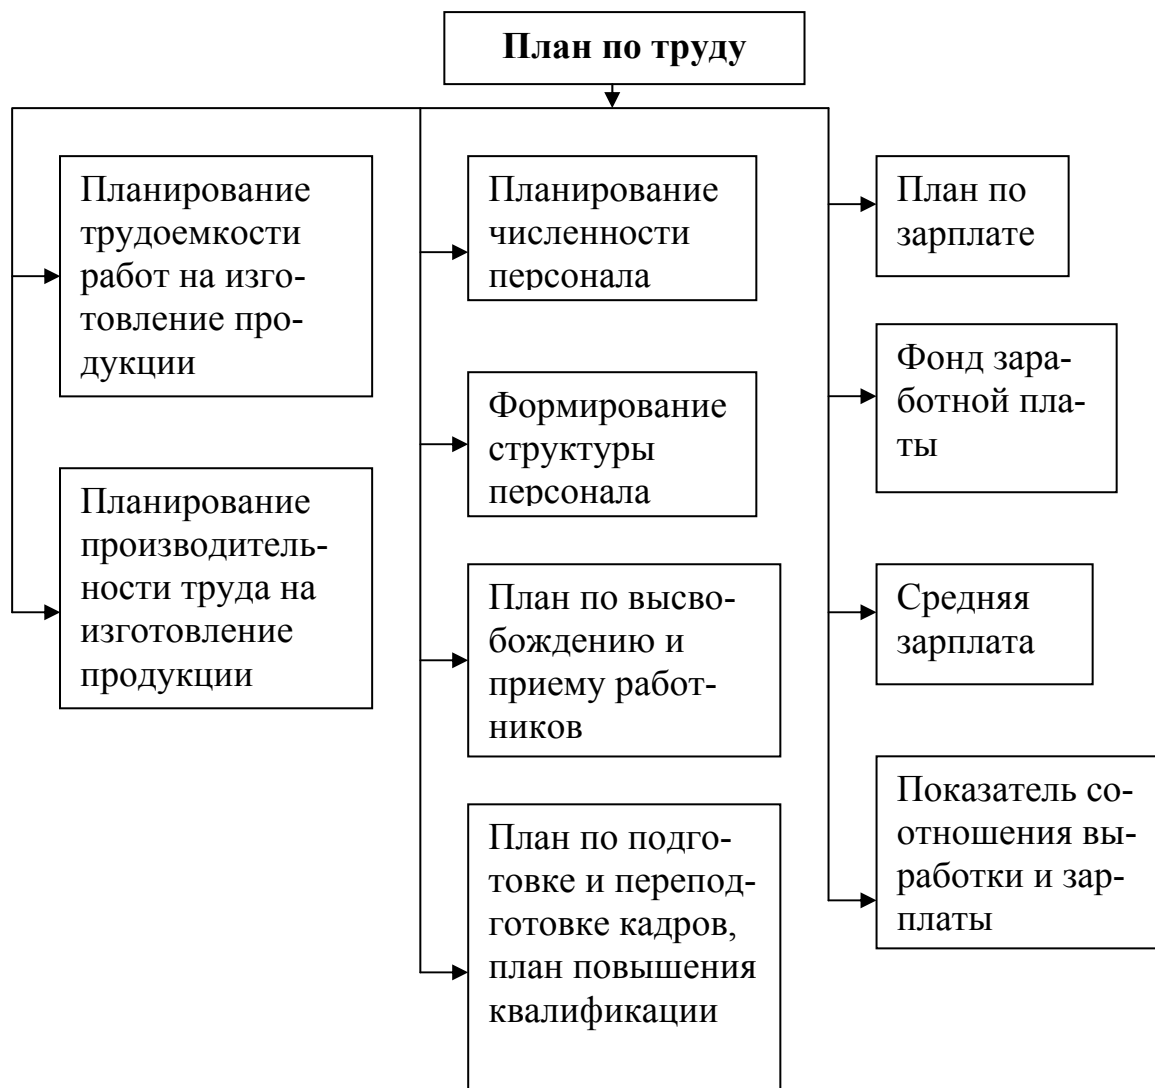 План по труду
Планирование
трудоемкости
работ на изго-
товление про-
дукции
Планирование
производитель-
ности труда на
изготовление
продукции
Планирование
численности
персонала
Формирование
структуры
персонала
План по высво-
бождению и
приему работ-
ников
План по подго-
товке и перепод-
готовке кадров,
план повышения
квалификации
План по
зарплате
Фонд зара-
ботной пла-
ты
Средняя
зарплата
Показатель со-
отношения вы-
работки и зар-
платы